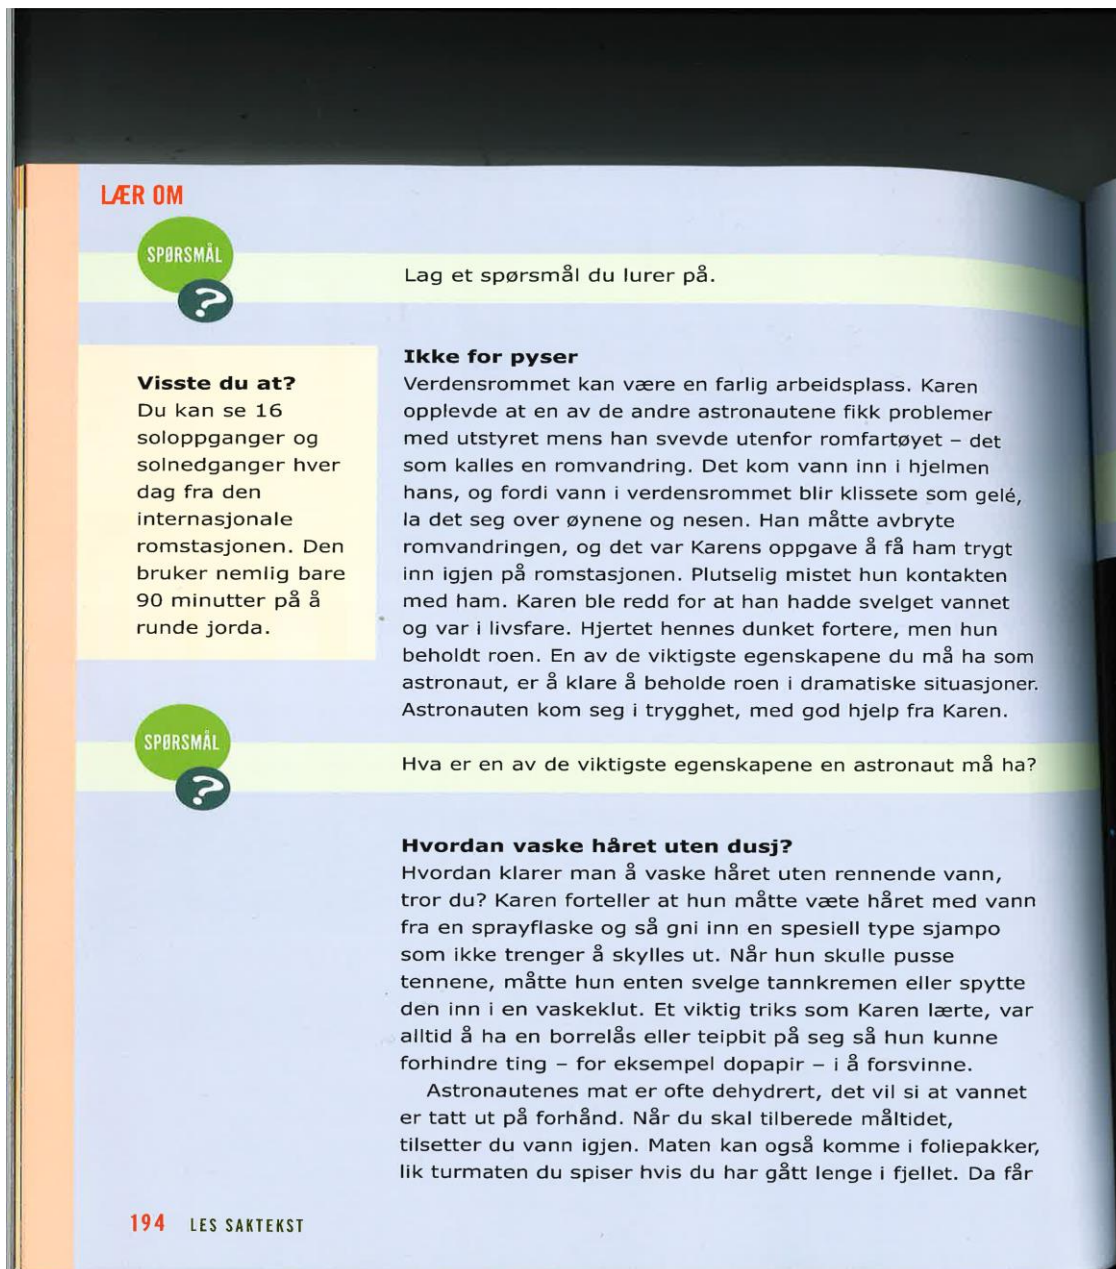 LÆR OM
SPØRSMÅL
?
Lag et spørsmål du lurer på.
Visste du at?
Du kan se 16
soloppganger og
solnedganger hver
dag fra den
internasjonale
romstasjonen. Den
bruker nemlig bare
90 minutter på å
runde jorda.
Ikke for pyser
Verdensrommet kan være en farlig arbeidsplass. Karen
opplevde at en av de andre astronautene fikk problemer
med utstyret mens han svevde utenfor romfartøyet – det
som kalles en romvandring. Det kom vann inn i hjelmen
hans, og fordi vann i verdensrommet blir klissete som gelé,
la det seg over øynene og nesen. Han måtte avbryte
romvandringen, og det var Karens oppgave å få ham trygt
inn igjen på romstasjonen. Plutselig mistet hun kontakten
med ham. Karen ble redd for at han hadde svelget vannet
og var i livsfare. Hjertet hennes dunket fortere, men hun
beholdt roen. En av de viktigste egenskapene du må ha som
astronaut, er å klare å beholde roen i dramatiske situasjoner.
Astronauten kom seg i trygghet, med god hjelp fra Karen.
SPØRSMÅL
?
Hva er en av de viktigste egenskapene en astronaut må ha?
Hvordan vaske håret uten dusj?
Hvordan klarer man å vaske håret uten rennende vann,
tror du? Karen forteller at hun måtte væte håret med vann
fra en sprayflaske og så gni inn en spesiell type sjampo
som ikke trenger å skylles ut. Når hun skulle pusse
tennene, måtte hun enten svelge tannkremen eller spytte
den inn i en vaskeklut. Et viktig triks som Karen lærte, var
alltid å ha en borrelås eller teipbit på seg så hun kunne
forhindre ting – for eksempel dopapir – i å forsvinne.
Astronautenes mat er ofte dehydrert, det vil si at vannet
er tatt ut på forhånd. Når du skal tilberede måltidet,
tilsetter du vann igjen. Maten kan også komme i foliepakker,
lik turmaten du spiser hvis du har gått lenge i fjellet. Da får
194 LES SAKTEKST